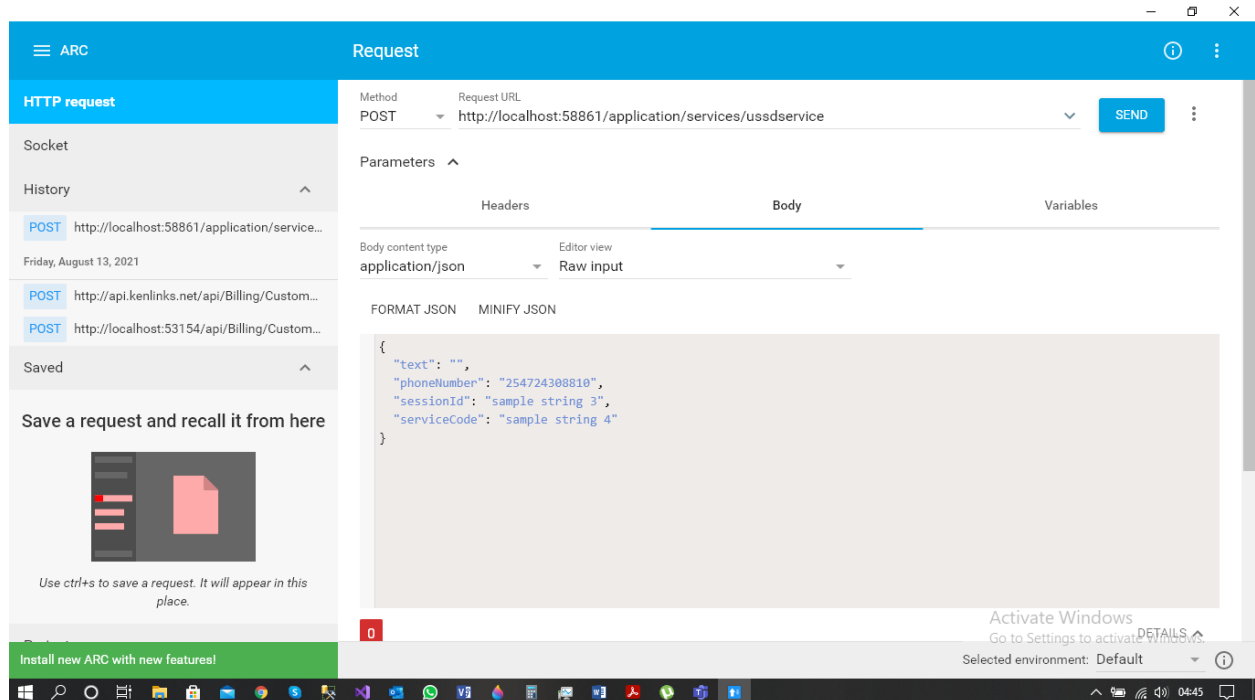 ARC
Request
HTTP request
Socket
History
POST http://localhost:58861/application/service...
Friday, August 13, 2021
POST http://api.kenlinks.net/api/Billing/Custom...
POST http://localhost:53154/api/Billing/Custom...
Saved
Save a request and recall it from here
Use ctrl+s to save a request. It will appear in this
place.
Install new ARC with new features!
Method Request URL
POST http://localhost:58861/application/services/ussdservice
SEND
Parameters
Headers Body Variables
Body content type Editor view
application/json Raw input
FORMAT JSON MINIFY JSON
{
"text": "",
"phoneNumber": "254724308810",
"sessionId": "sample string 3",
"serviceCode": "sample string 4"
}
0
Activate Windows
Go to Settings to activate Windows.
DETAILS
Selected environment: Default
04:45